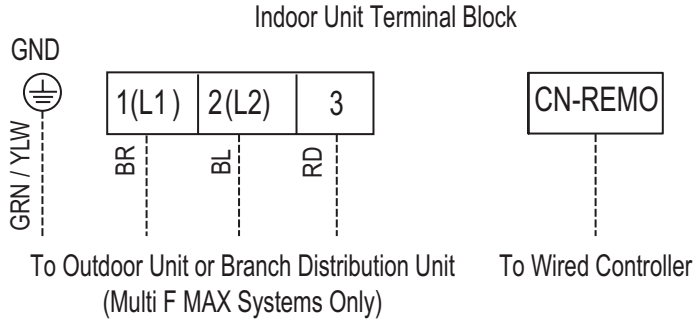 Indoor Unit Terminal Block
GND
1(L1) 2(L2) 3
CN-REMO
GRN / YLW
BR
BL
RD
To Outdoor Unit or Branch Distribution Unit
(Multi F MAX Systems Only)
To Wired Controller